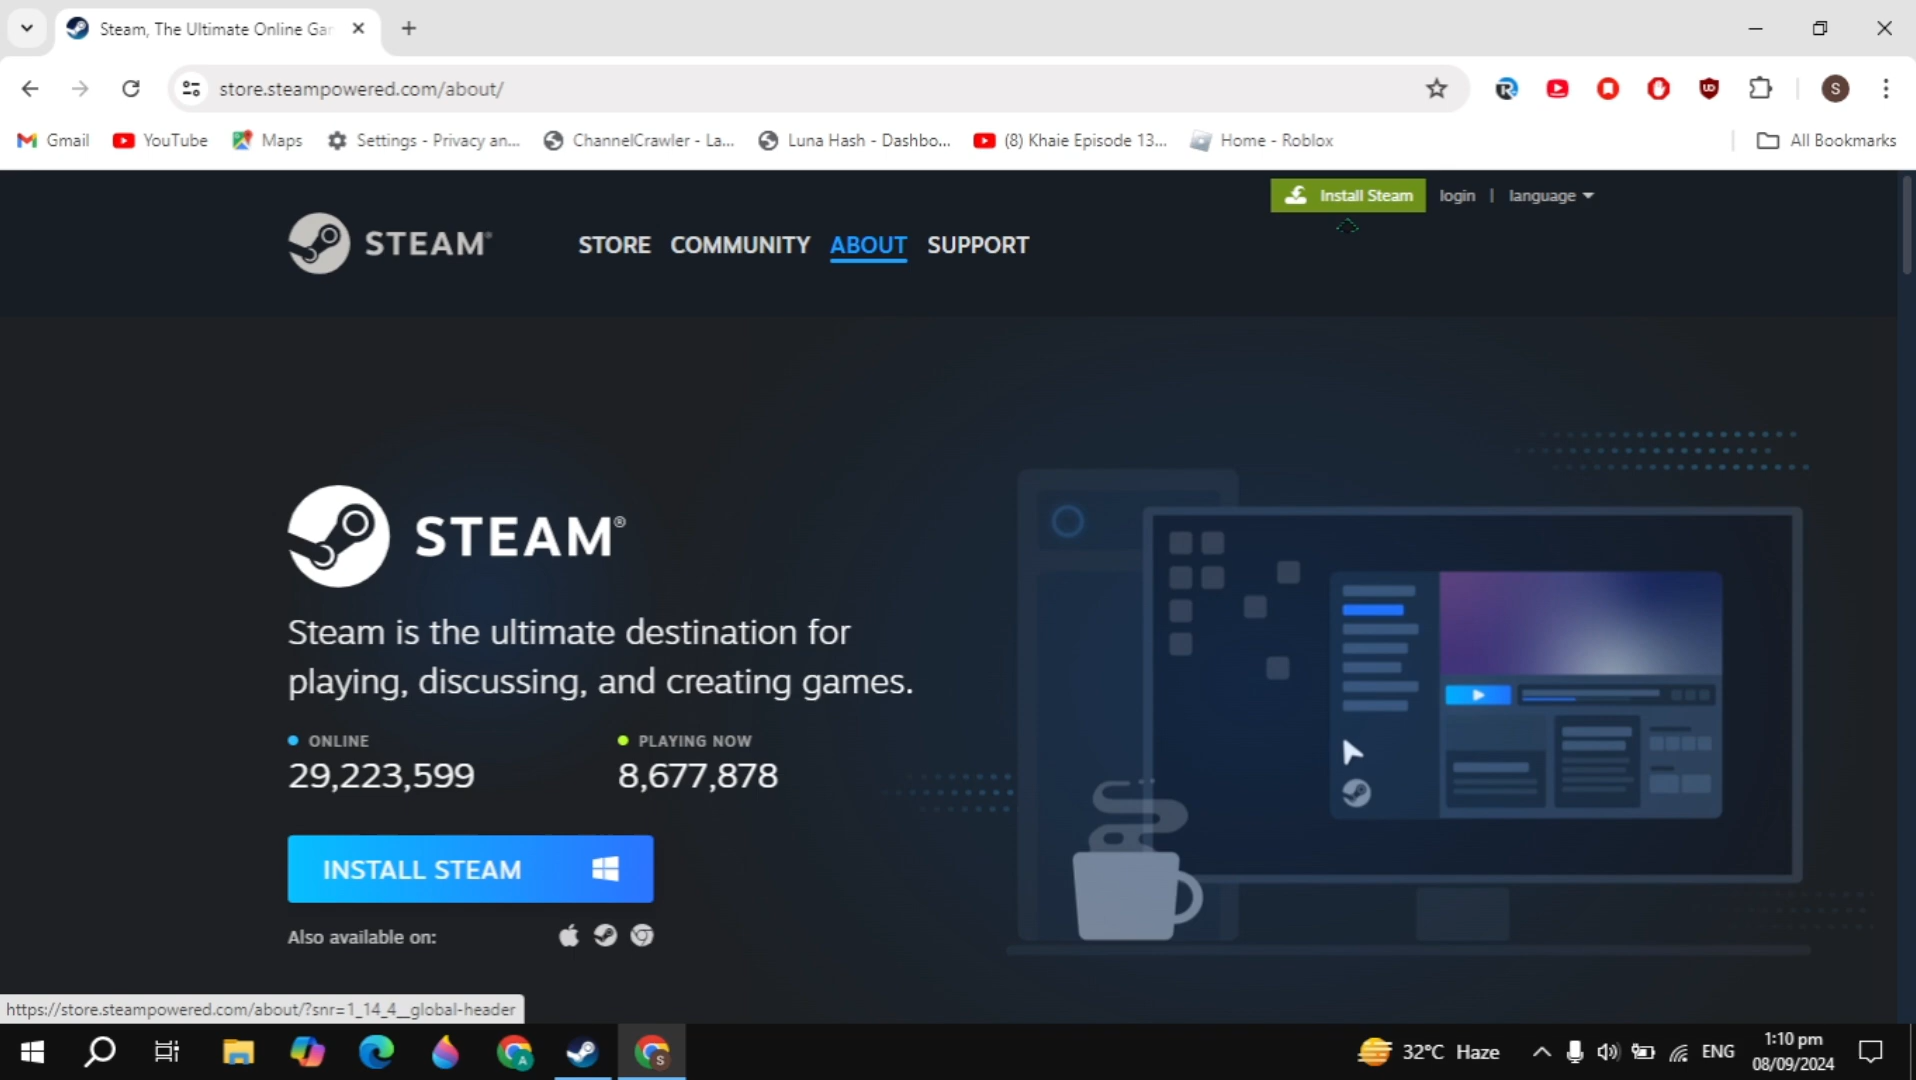 Steam, The Ultimate Online Gar
store.steampowered.com/about/
S
Gmail
YouTube
Maps
Settings - Privacy an...
ChannelCrawler - La...
Luna Hash - Dashbo...
(8) Khaie Episode 13...
Home - Roblox
All Bookmarks
Install Steam
login | language
STEAM®
STORE COMMUNITY ABOUT SUPPORT
STEAM®
Steam is the ultimate destination for
playing, discussing, and creating games.
ONLINE
29,223,599
PLAYING NOW
8,677,878
INSTALL STEAM
Also available on:
https://store.steampowered.com/about/?snr=1_14_4__global-header
32°C Haze
ENG
1:10 pm
08/09/2024